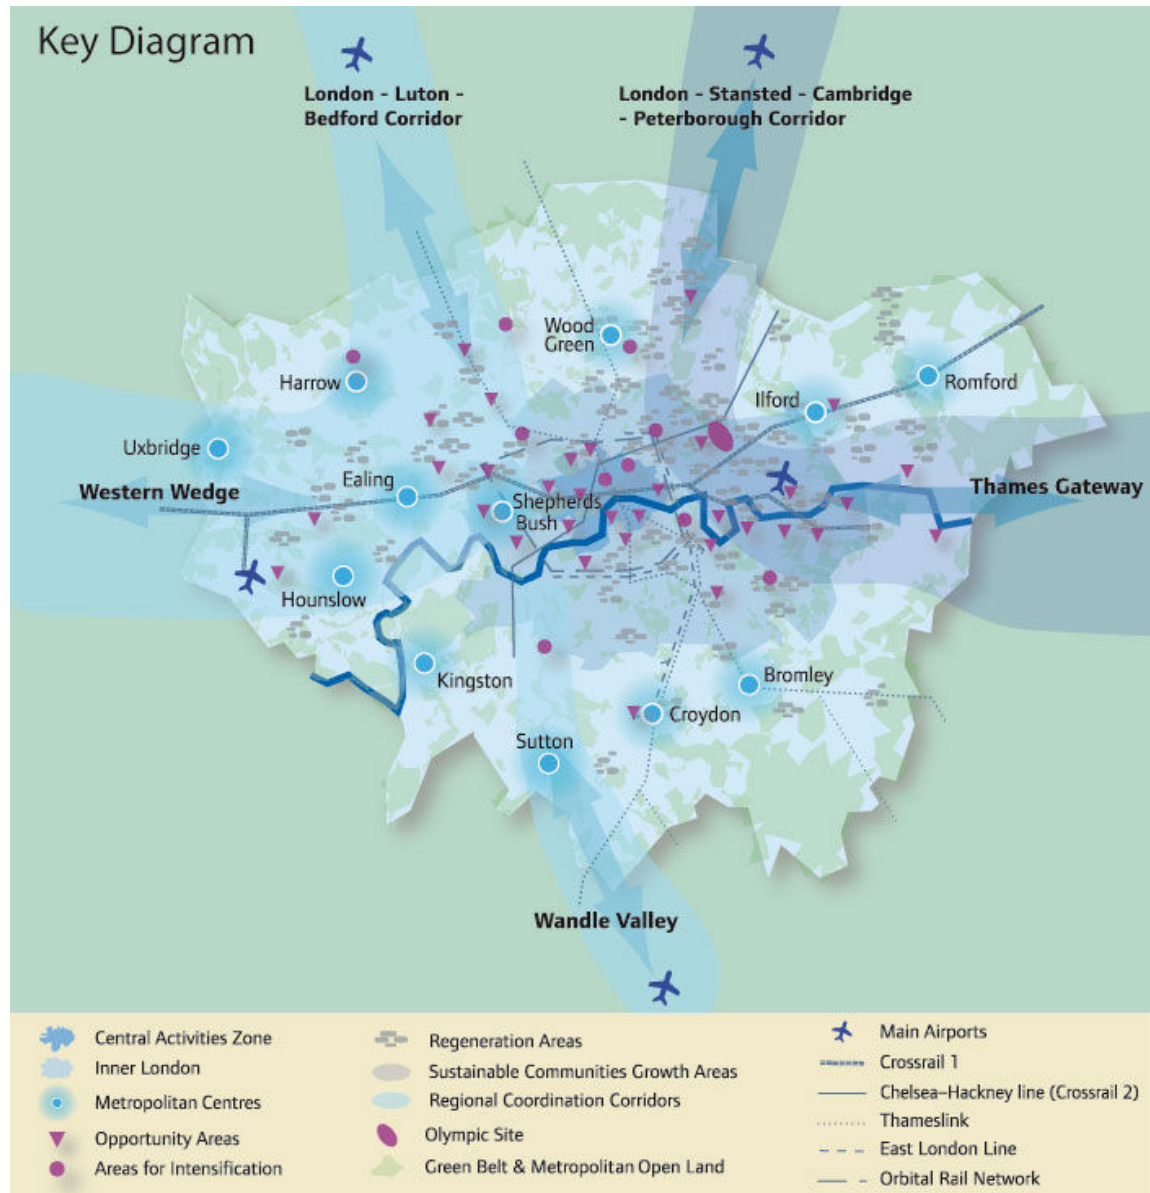 Key Diagram
London - Luton -
Bedford Corridor
London - Stansted - Cambridge
- Peterborough Corridor
Wood
Green
Harrow
Romford
Ilford
Uxbridge
Ealing
Western Wedge
Shepherds
Bush
Thames Gateway
Hounslow
Kingston
Bromley
Croydon
Sutton
Wandle Valley
Central Activities Zone
Inner London
Metropolitan Centres
Opportunity Areas
Areas for Intensification
Regeneration Areas
Sustainable Communities Growth Areas
Regional Coordination Corridors
Olympic Site
Green Belt & Metropolitan Open Land
Main Airports
Crossrail 1
Chelsea–Hackney line (Crossrail 2)
Thameslink
East London Line
Orbital Rail Network